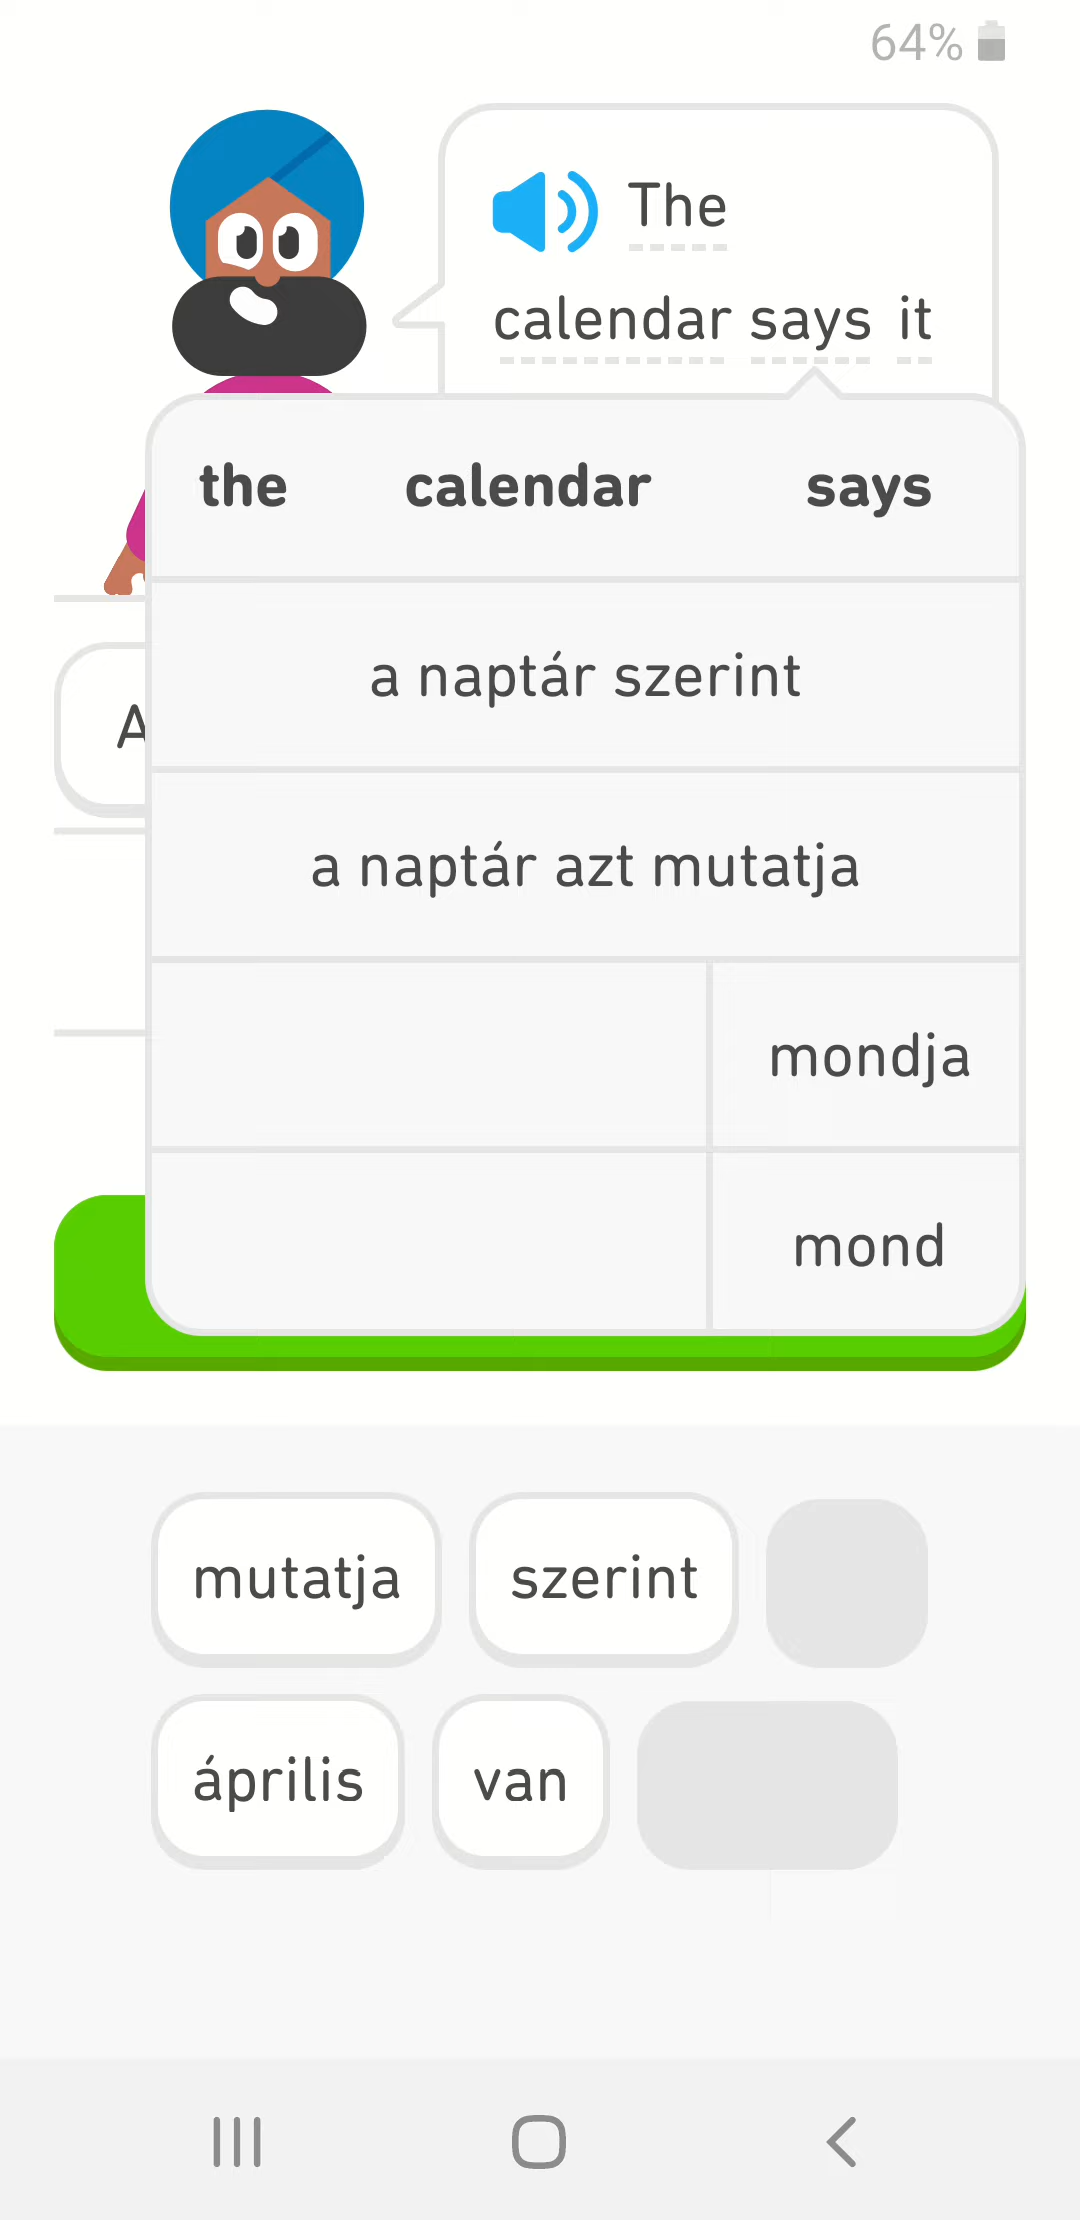 64%
The
calendar says it
the calendar says
a naptár szerint
A
a naptár azt mutatja
mondja
mond
mutatja szerint
április van